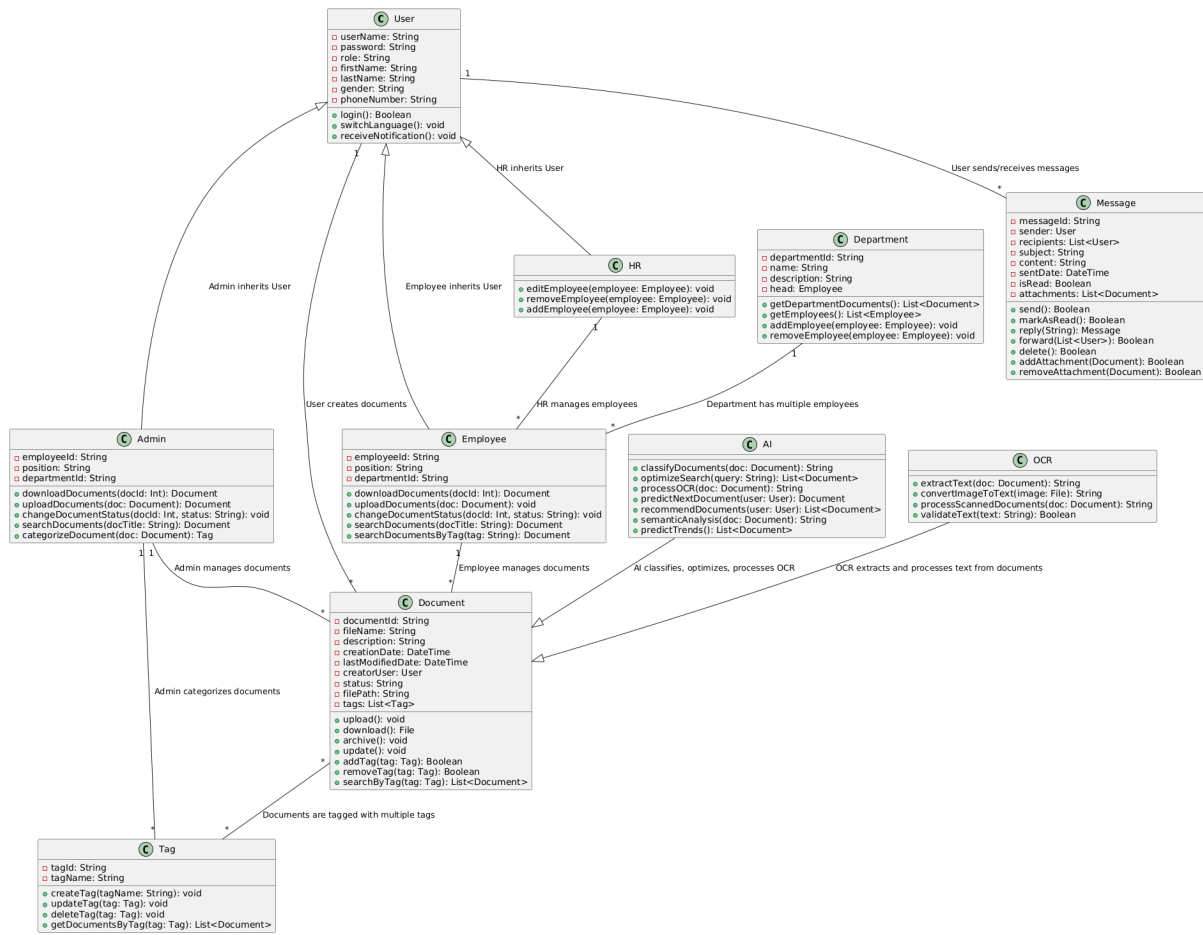 C User
userName: String
password: String
role: String
firstName: String
lastName: String
gender: String
phoneNumber: String
login(): Boolean
switchLanguage(): void
receiveNotification(): void
1
1
HR inherits User
User sends/receives messages
*
C Message
messageId: String
sender: User
recipients: List<User>
subject: String
content: String
sentDate: DateTime
isRead: Boolean
attachments: List<Document>
send(): Boolean
markAsRead(): Boolean
reply(String): Message
forward(List<User>): Boolean
delete(): Boolean
addAttachment(Document): Boolean
removeAttachment(Document): Boolean
C Department
departmentId: String
name: String
description: String
head: Employee
getDepartmentDocuments(): List<Document>
getEmployees(): List<Employee>
addEmployee(employee: Employee): void
removeEmployee(employee: Employee): void
1
C HR
editEmployee(employee: Employee): void
removeEmployee(employee: Employee): void
addEmployee(employee: Employee): void
1
Admin inherits User
Employee inherits User
User creates documents
HR manages employees
*
Department has multiple employees
*
C Admin
employeeId: String
position: String
departmentId: String
downloadDocuments(docId: Int): Document
uploadDocuments(doc: Document): Document
changeDocumentStatus(docId: Int, status: String): void
searchDocuments(docTitle: String): Document
categorizeDocument(doc: Document): Tag
1
1
C Employee
employeeId: String
position: String
departmentId: String
downloadDocuments(docId: Int): Document
uploadDocuments(doc: Document): void
changeDocumentStatus(docId: Int, status: String): void
searchDocuments(docTitle: String): Document
searchDocumentsByTag(tag: String): Document
1
C AI
classifyDocuments(doc: Document): String
optimizeSearch(query: String): List<Document>
processOCR(doc: Document): String
predictNextDocument(user: User): Document
recommendDocuments(user: User): List<Document>
semanticAnalysis(doc: Document): String
predictTrends(): List<Document>
C OCR
extractText(doc: Document): String
convertImageToText(image: File): String
processScannedDocuments(doc: Document): String
validateText(text: String): Boolean
Admin manages documents
Employee manages documents
AI classifies, optimizes, processes OCR
OCR extracts and processes text from documents
*
*
*
C Document
documentId: String
fileName: String
description: String
creationDate: DateTime
lastModifiedDate: DateTime
creatorUser: User
status: String
filePath: String
tags: List<Tag>
upload(): void
download(): File
archive(): void
update(): void
addTag(tag: Tag): Boolean
removeTag(tag: Tag): Boolean
searchByTag(tag: Tag): List<Document>
*
Admin categorizes documents
Documents are tagged with multiple tags
*
*
C Tag
tagId: String
tagName: String
createTag(tagName: String): void
updateTag(tag: Tag): void
deleteTag(tag: Tag): void
getDocumentsByTag(tag: Tag): List<Document>